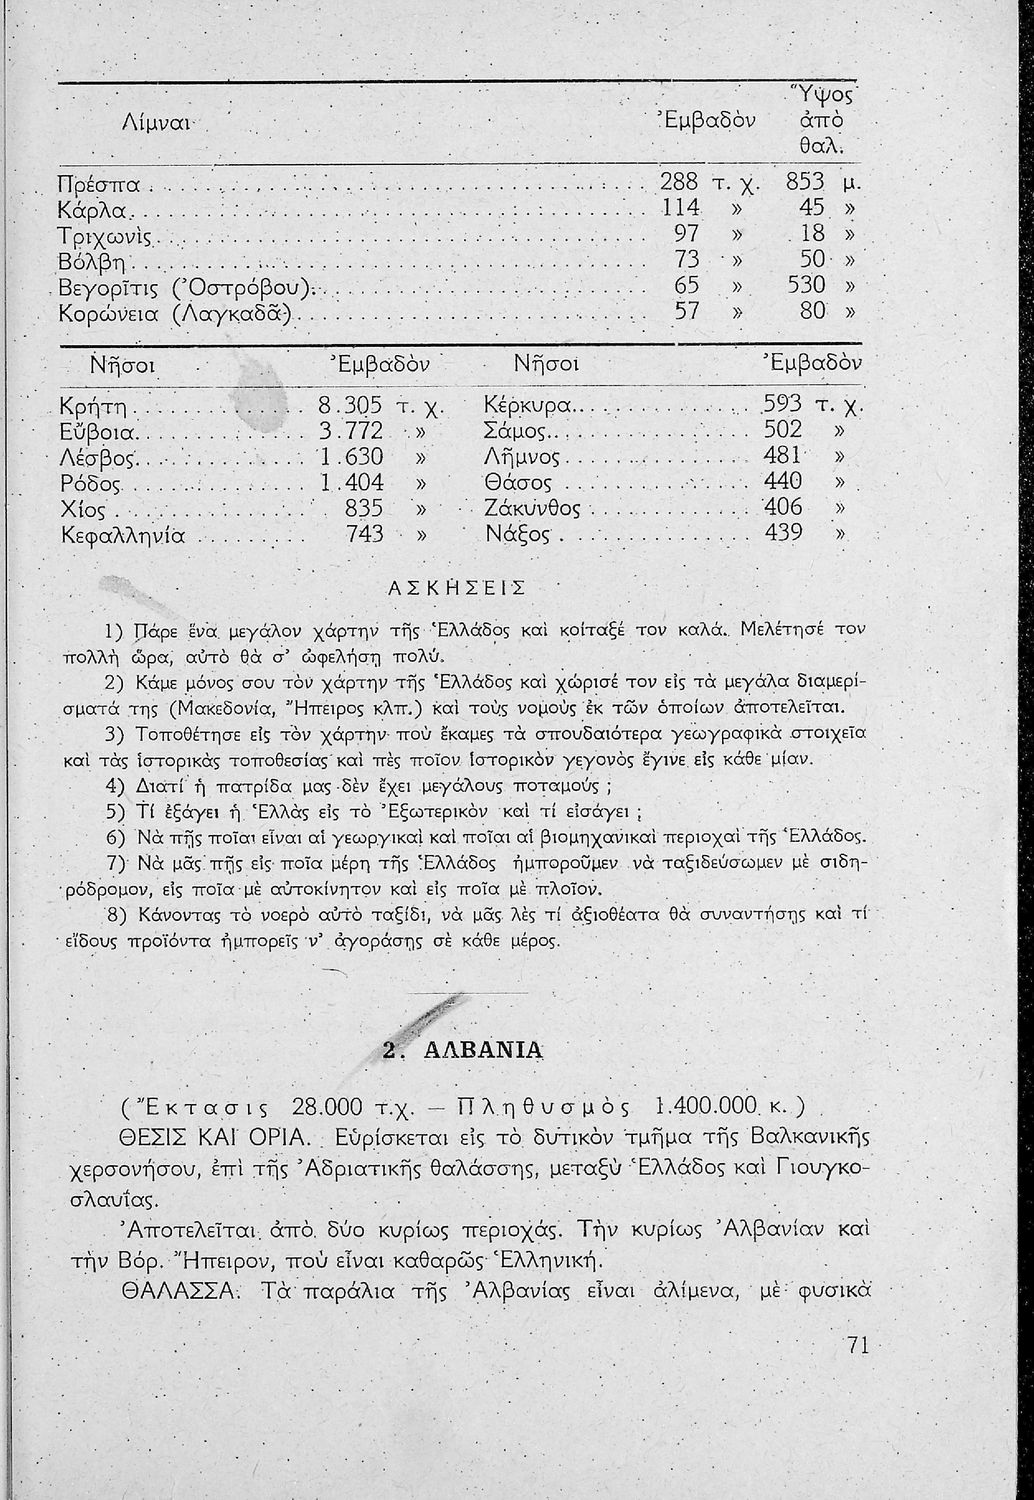 Λίμναι Ἐμβαδὸν Ὕψος ἀπὸ θαλ.
Πρέσπα 288 τ. χ. 853 μ.
Κάρλα 114 » 45 »
Τριχωνὶς 97 » 18 »
Βόλβη 73 » 50 »
Βεγορῖτις (Ὀστρόβου) 65 » 530 »
Κορώνεια (Λαγκαδᾶ) 57 » 80 »
Νῆσοι Ἐμβαδὸν Νῆσοι Ἐμβαδὸν
Κρήτη 8.305 τ. χ. Κέρκυρα 593 τ. χ.
Εὔβοια 3.772 » Σάμος 502 »
Λέσβος 1.630 » Λῆμνος 481 »
Ρόδος 1.404 » Θάσος 440 »
Χίος 835 » Ζάκυνθος 406 »
Κεφαλληνία 743 » Νάξος 439 »
ΑΣΚΗΣΕΙΣ
1) Πάρε ἕνα μεγάλον χάρτην τῆς Ἑλλάδος καὶ κοίταξέ τον καλά. Μελέτησέ τον
πολλὴ ὥρα, αὐτὸ θὰ σ' ὠφελήσῃ πολύ.
2) Κάμε μόνος σου τὸν χάρτην τῆς Ἑλλάδος καὶ χώρισέ τον εἰς τὰ μεγάλα διαμερί-
σματά της (Μακεδονία, Ἤπειρος κλπ.) καὶ τοὺς νομοὺς ἐκ τῶν ὁποίων ἀποτελεῖται.
3) Τοποθέτησε εἰς τὸν χάρτην ποὺ ἔκαμες τὰ σπουδαιότερα γεωγραφικὰ στοιχεῖα
καὶ τὰς ἱστορικὰς τοποθεσίας καὶ πὲς ποῖον ἱστορικὸν γεγονὸς ἔγινε εἰς κάθε μίαν.
4) Διατί ἡ πατρίδα μας δὲν ἔχει μεγάλους ποταμούς ;
5) Τί ἐξάγει ἡ Ἑλλὰς εἰς τὸ Ἐξωτερικὸν καὶ τί εἰσάγει ;
6) Νὰ πῇς ποῖαι εἶναι αἱ γεωργικαὶ καὶ ποῖαι αἱ βιομηχανικαὶ περιοχαὶ τῆς Ἑλλάδος.
7) Νὰ μᾶς πῇς εἰς ποῖα μέρη τῆς Ἑλλάδος ἠμποροῦμεν νὰ ταξιδεύσωμεν μὲ σιδη-
ρόδρομον, εἰς ποῖα μὲ αὐτοκίνητον καὶ εἰς ποῖα μὲ πλοῖον.
8) Κάνοντας τὸ νοερὸ αὐτὸ ταξίδι, νὰ μᾶς λὲς τί ἀξιοθέατα θὰ συναντήσῃς καὶ τί
εἴδους προϊόντα ἠμπορεῖς ν' ἀγοράσῃς σὲ κάθε μέρος.
2. ΑΛΒΑΝΙΑ
(Ἔκτασις 28.000 τ.χ. — Πληθυσμὸς 1.400.000 κ.)
ΘΕΣΙΣ ΚΑΙ ΟΡΙΑ. Εὑρίσκεται εἰς τὸ δυτικὸν τμῆμα τῆς Βαλκανικῆς
χερσονήσου, ἐπὶ τῆς Ἀδριατικῆς θαλάσσης, μεταξὺ Ἑλλάδος καὶ Γιουγκο-
σλαυΐας.
Ἀποτελεῖται ἀπὸ δύο κυρίως περιοχάς. Τὴν κυρίως Ἀλβανίαν καὶ
τὴν Βόρ. Ἤπειρον, ποὺ εἶναι καθαρῶς Ἑλληνική.
ΘΑΛΑΣΣΑ. Τὰ παράλια τῆς Ἀλβανίας εἶναι ἀλίμενα, μὲ φυσικὰ
71